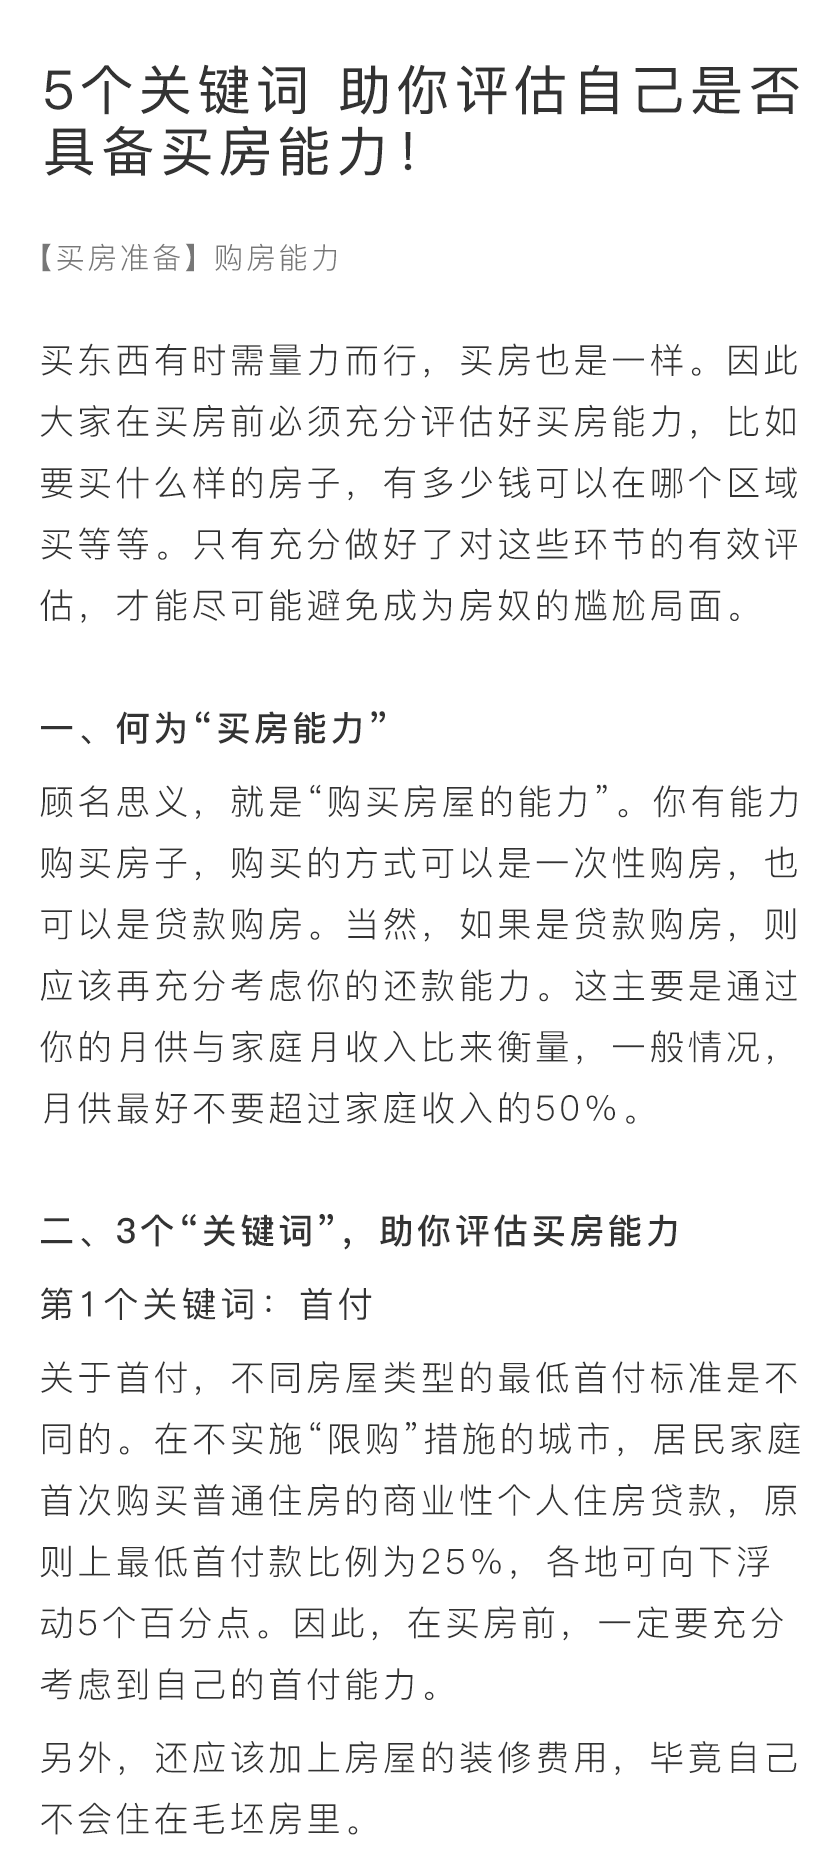 5个关键词 助你评估自己是否
具备买房能力！
【买房准备】购房能力
买东西有时需量力而行，买房也是一样。因此
大家在买房前必须充分评估好买房能力，比如
要买什么样的房子，有多少钱可以在哪个区域
买等等。只有充分做好了对这些环节的有效评
估，才能尽可能避免成为房奴的尴尬局面。
一、何为“买房能力”
顾名思义，就是“购买房屋的能力”。你有能力
购买房子，购买的方式可以是一次性购房，也
可以是贷款购房。当然，如果是贷款购房，则
应该再充分考虑你的还款能力。这主要是通过
你的月供与家庭月收入比来衡量，一般情况，
月供最好不要超过家庭收入的50%。
二、3个“关键词”，助你评估买房能力
第1个关键词：首付
关于首付，不同房屋类型的最低首付标准是不
同的。在不实施“限购”措施的城市，居民家庭
首次购买普通住房的商业性个人住房贷款，原
则上最低首付款比例为25%，各地可向下浮
动5个百分点。因此，在买房前，一定要充分
考虑到自己的首付能力。
另外，还应该加上房屋的装修费用，毕竟自己
不会住在毛坯房里。